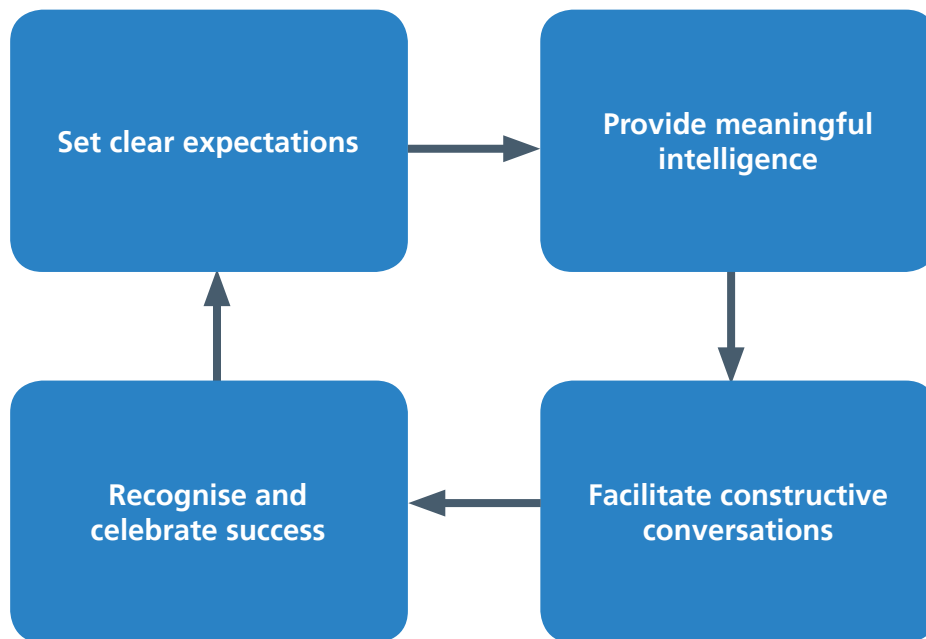 Set clear expectations
Provide meaningful
intelligence
Recognise and
celebrate success
Facilitate constructive
conversations